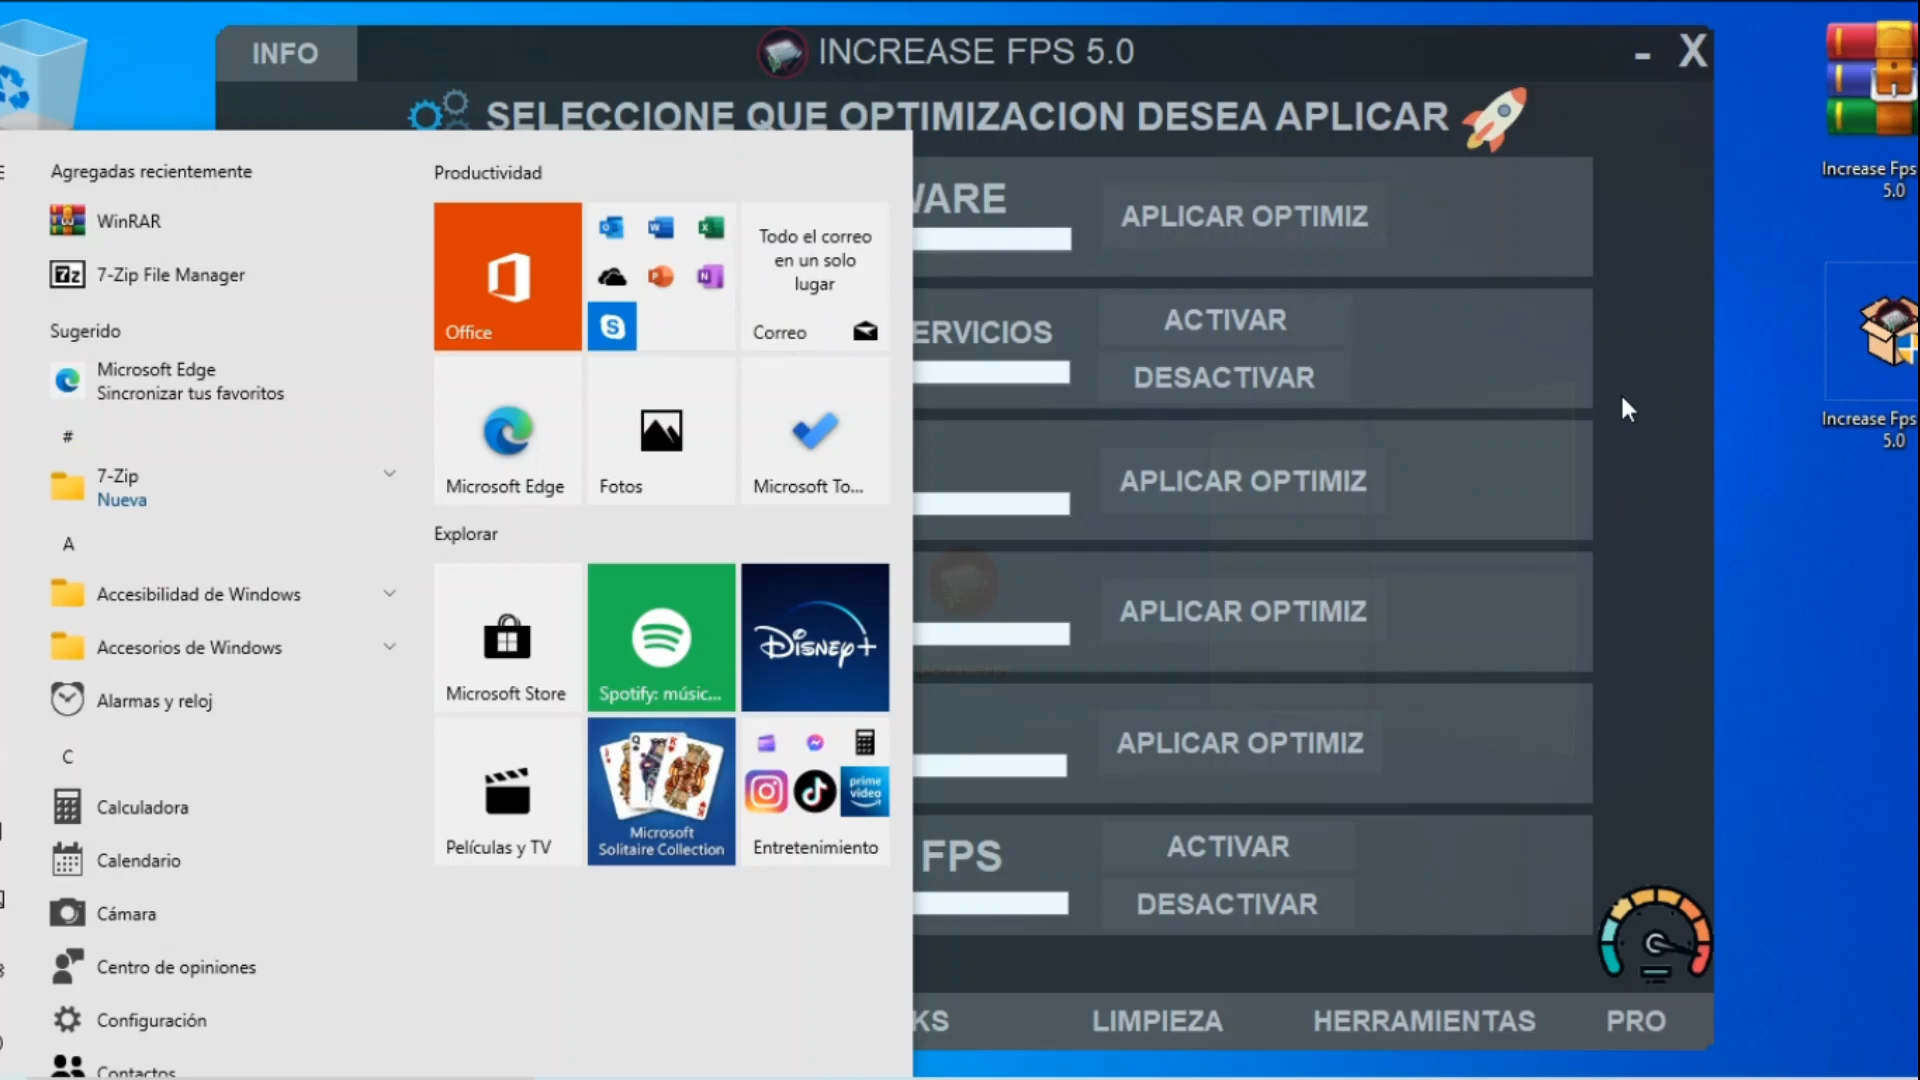 INFO
INCREASE FPS 5.0
- X
SELECCIONE QUE OPTIMIZACION DESEA APLICAR
Increase Fps
5.0
Increase Fps
5.0
Agregadas recientemente
WinRAR
7z
7-Zip File Manager
Sugerido
Microsoft Edge
Sincronizar tus favoritos
#
7-Zip
Nueva
A
Accesibilidad de Windows
Accesorios de Windows
Alarmas y reloj
C
Calculadora
Calendario
Cámara
Centro de opiniones
Configuración
Contactos
Productividad
Office
Todo el correo
en un solo
lugar
Correo
Microsoft Edge
Fotos
Microsoft To...
Explorar
Microsoft Store
Spotify: músic...
Disney+
Películas y TV
Microsoft
Solitaire Collection
prime
video
Entretenimiento
WARE
APLICAR OPTIMIZ
ERVICIOS
ACTIVAR
DESACTIVAR
APLICAR OPTIMIZ
APLICAR OPTIMIZ
APLICAR OPTIMIZ
FPS
ACTIVAR
DESACTIVAR
KS
LIMPIEZA
HERRAMIENTAS
PRO